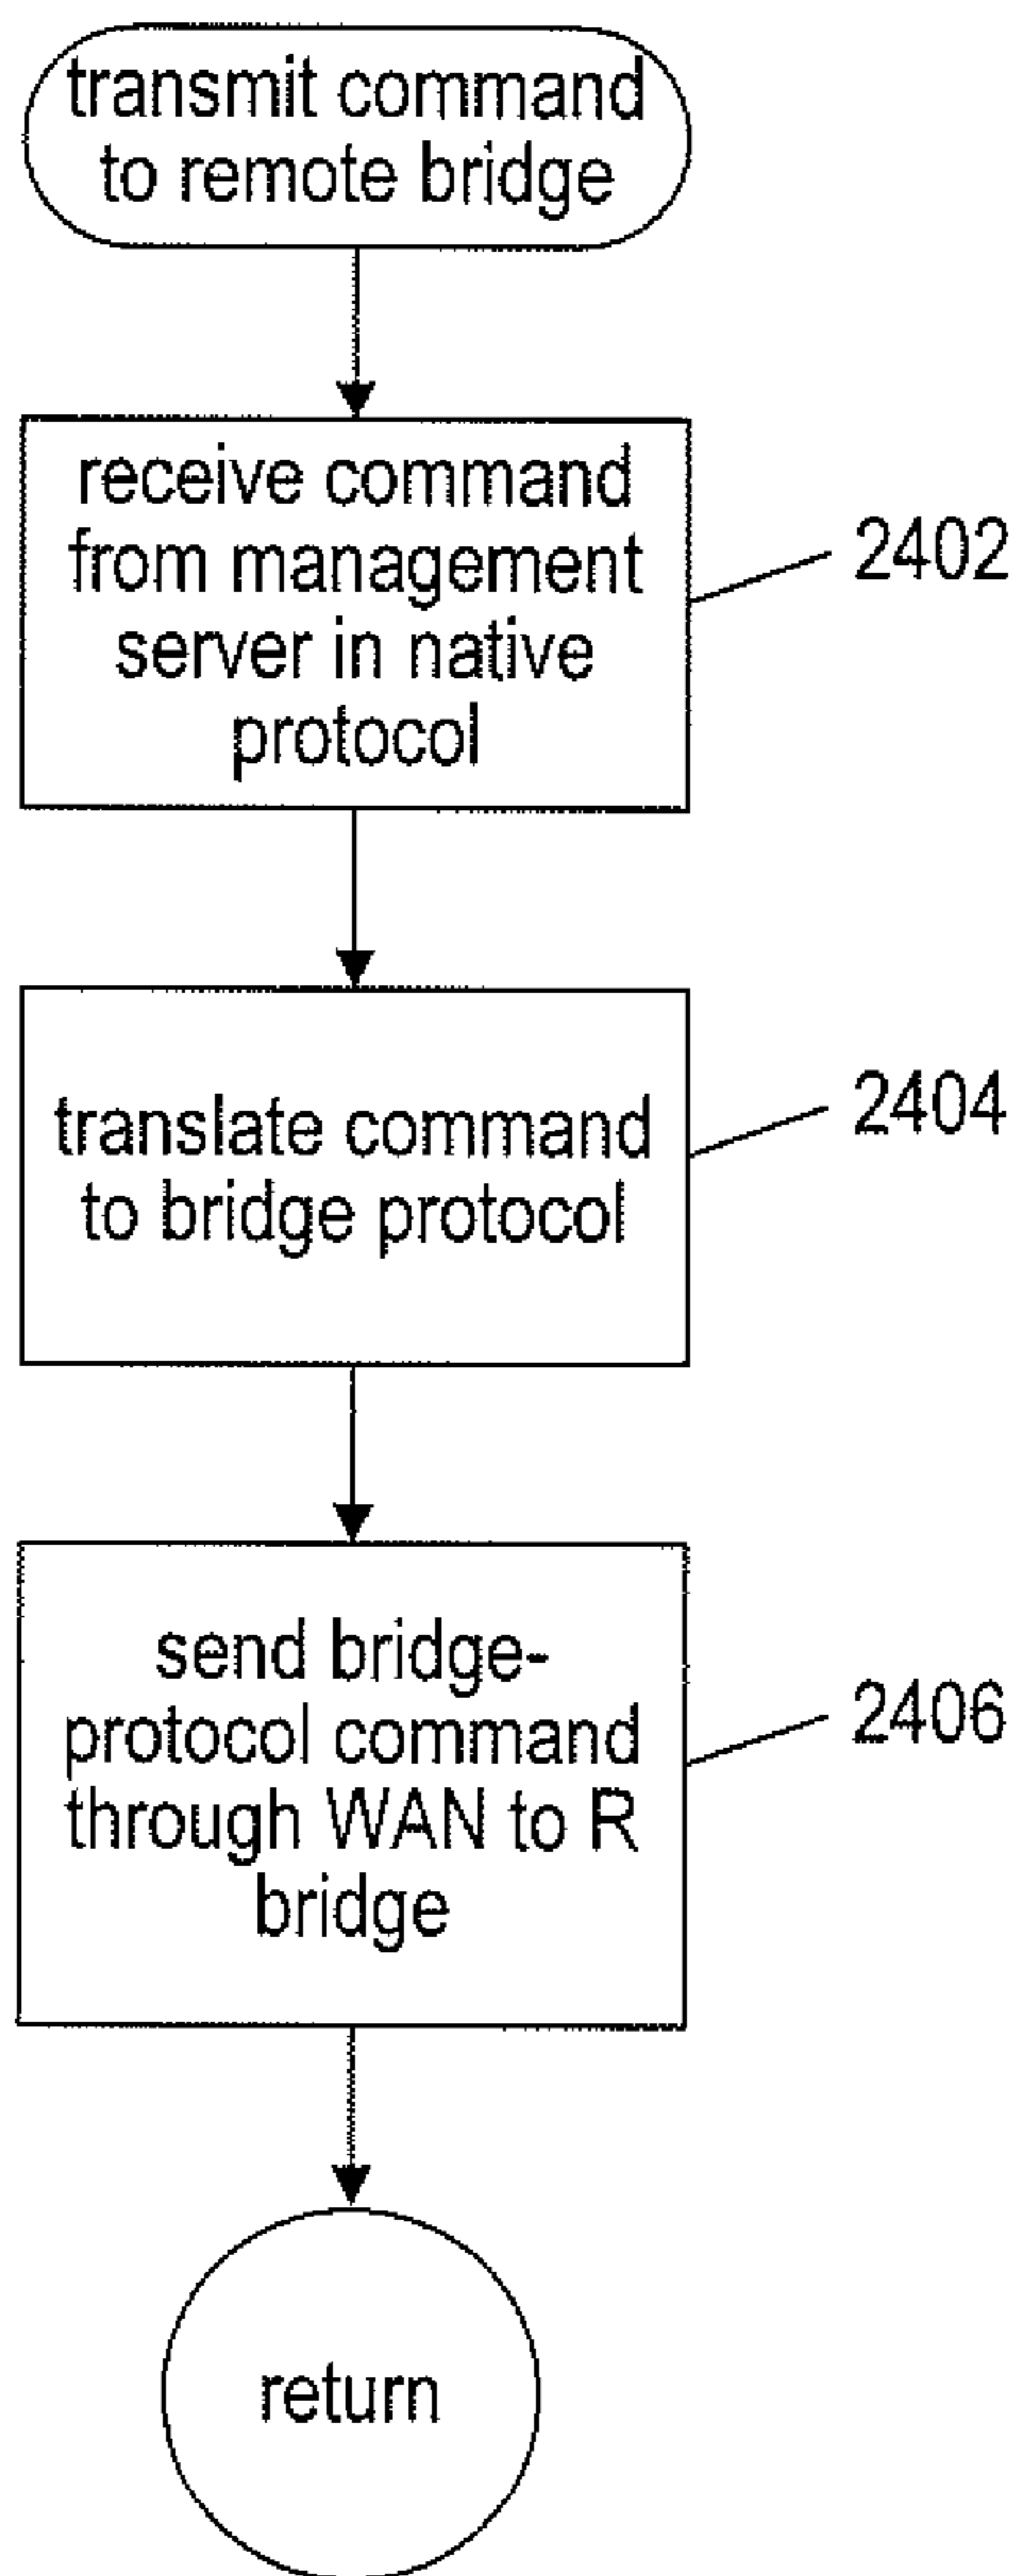 transmit command
to remote bridge
receive command
from management
server in native
protocol
2402
translate command
to bridge protocol
2404
send bridge-
protocol command
through WAN to R
bridge
2406
return